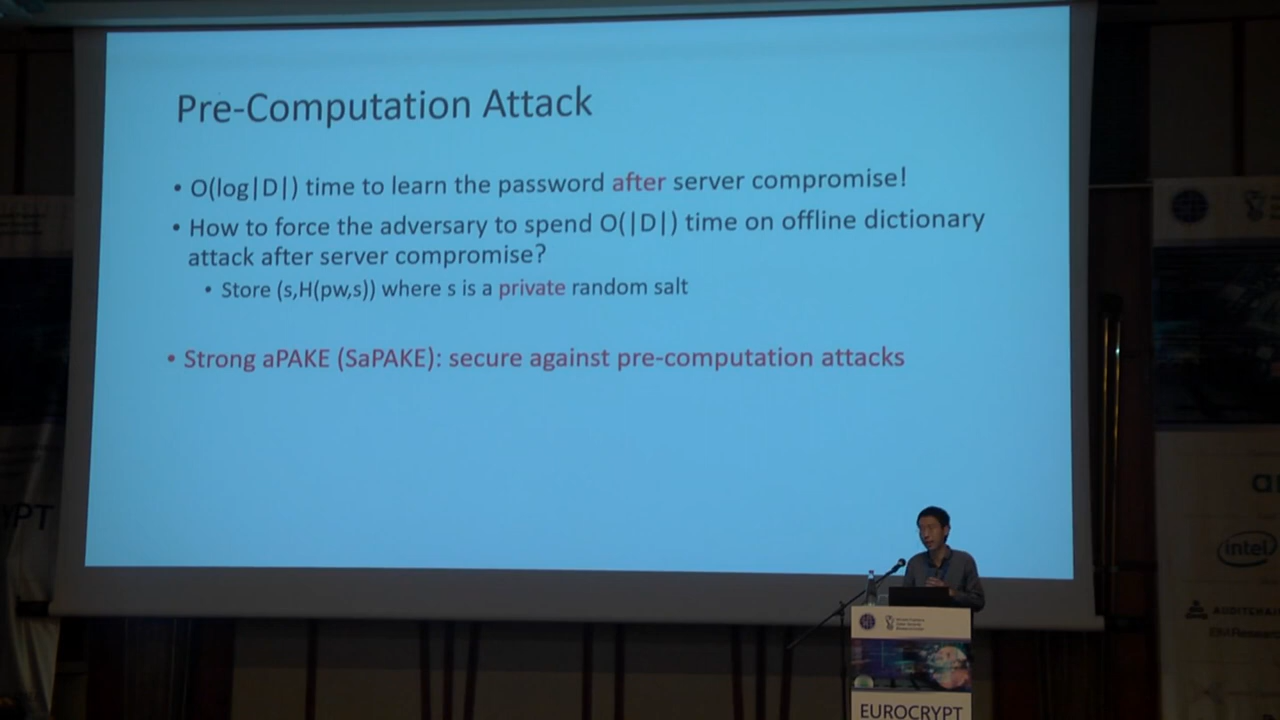 Pre-Computation Attack
• O(log|D|) time to learn the password after server compromise!
• How to force the adversary to spend O(|D|) time on offline dictionary
attack after server compromise?
• Store (s,H(pw,s)) where s is a private random salt
• Strong aPAKE (SaPAKE): secure against pre-computation attacks
intel
EUROCRYPT